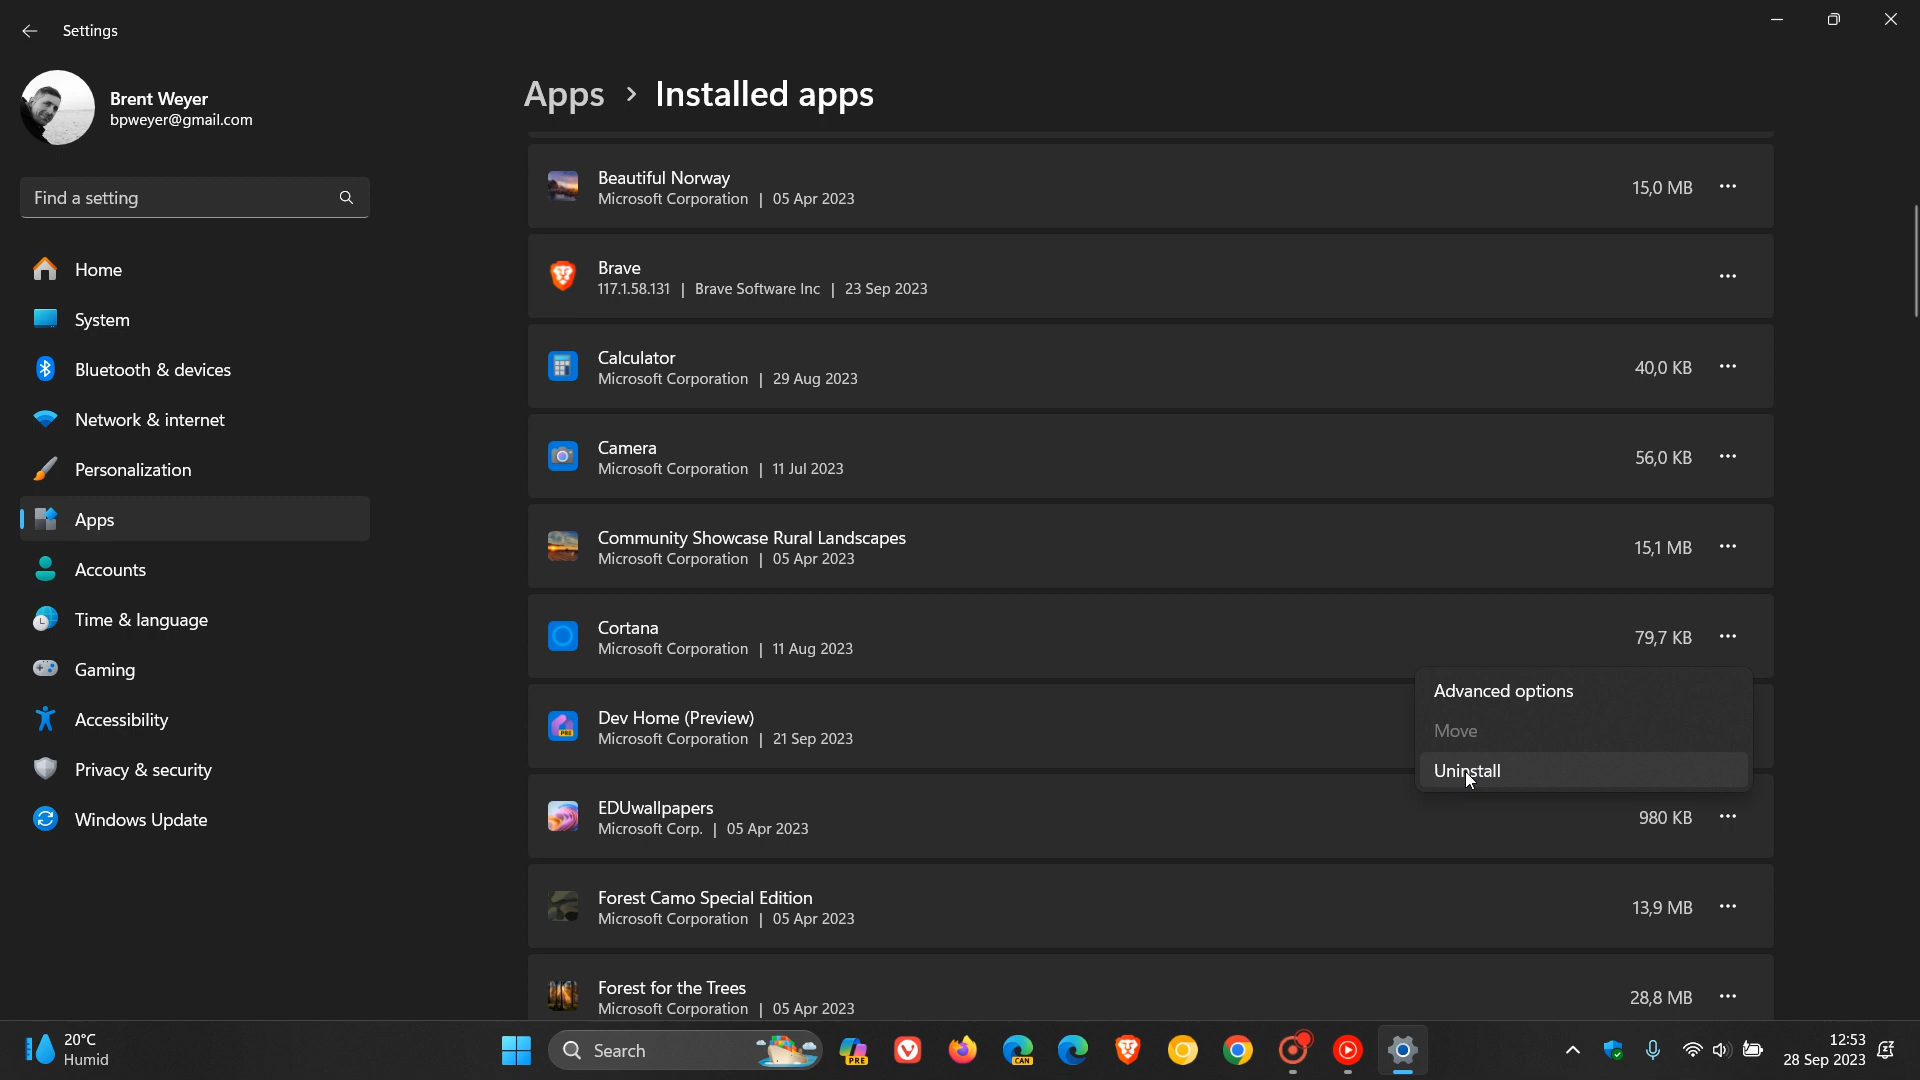 Settings
Brent Weyer
bpweyer@gmail.com
Find a setting
Home
System
Bluetooth & devices
Network & internet
Personalization
Apps
Accounts
Time & language
Gaming
Accessibility
Privacy & security
Windows Update
Apps > Installed apps
Beautiful Norway
Microsoft Corporation | 05 Apr 2023
15,0 MB
Brave
117.1.58.131 | Brave Software Inc | 23 Sep 2023
Calculator
Microsoft Corporation | 29 Aug 2023
40,0 KB
Camera
Microsoft Corporation | 11 Jul 2023
56,0 KB
Community Showcase Rural Landscapes
Microsoft Corporation | 05 Apr 2023
15,1 MB
Cortana
Microsoft Corporation | 11 Aug 2023
79,7 KB
Advanced options
Move
Uninstall
Dev Home (Preview)
Microsoft Corporation | 21 Sep 2023
EDUwallpapers
Microsoft Corp. | 05 Apr 2023
980 KB
Forest Camo Special Edition
Microsoft Corporation | 05 Apr 2023
13,9 MB
Forest for the Trees
Microsoft Corporation | 05 Apr 2023
28,8 MB
20°C
Humid
Search
PRE
CAN
12:53
28 Sep 2023